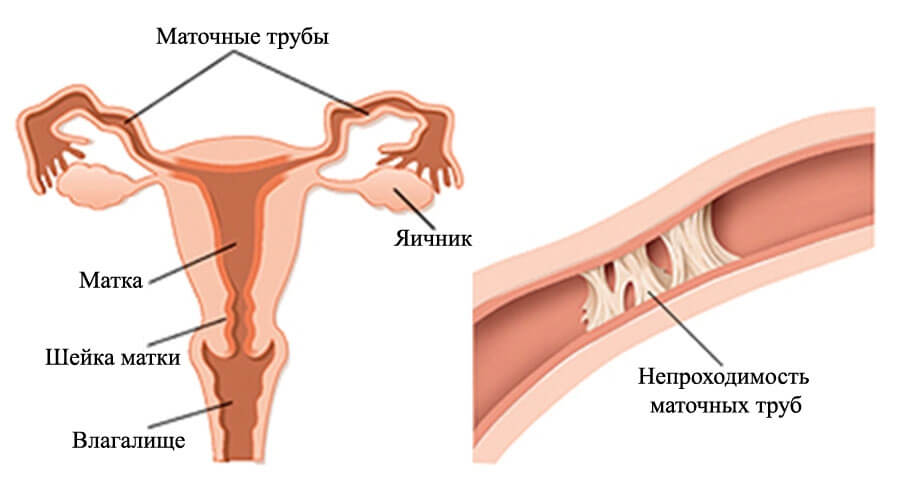 Маточные трубы
Яичник
Матка
Шейка матки
Влагалище
Непроходимость
маточных труб